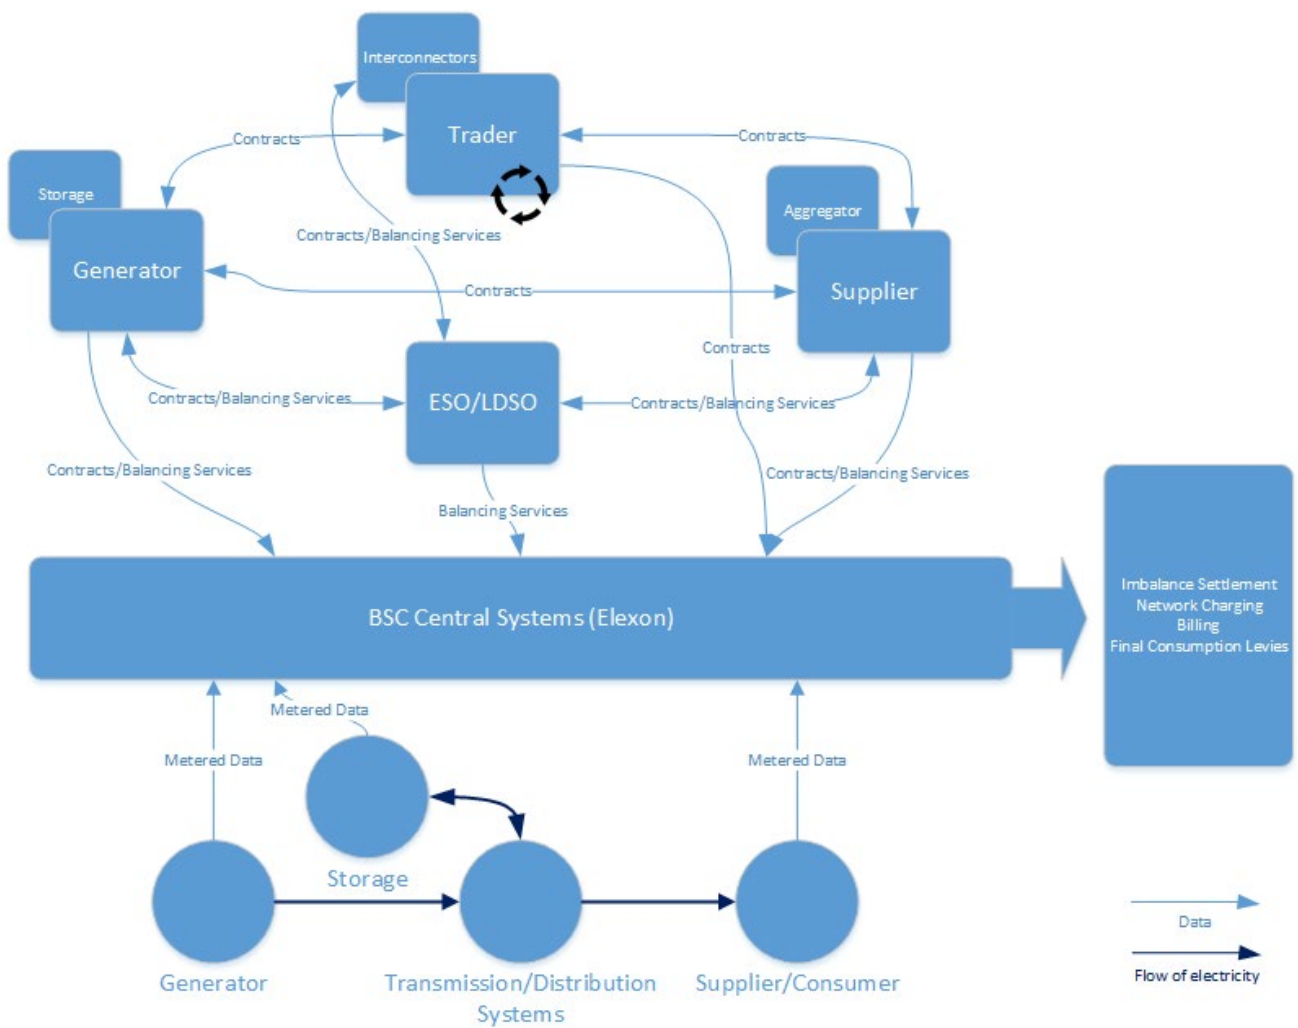 Interconnectors
Trader
Contracts
Contracts
Storage
Aggregator
Contracts/Balancing Services
Generator
Contracts
Supplier
Contracts
Contracts/Balancing Services
ESO/LDSO
Contracts/Balancing Services
Contracts/Balancing Services
Contracts/Balancing Services
Balancing Services
BSC Central Systems (Elexon)
Imbalance Settlement
Network Charging
Billing
Final Consumption Levies
Metered Data
Metered Data
Metered Data
Storage
Generator
Transmission/Distribution
Systems
Supplier/Consumer
Data
Flow of electricity